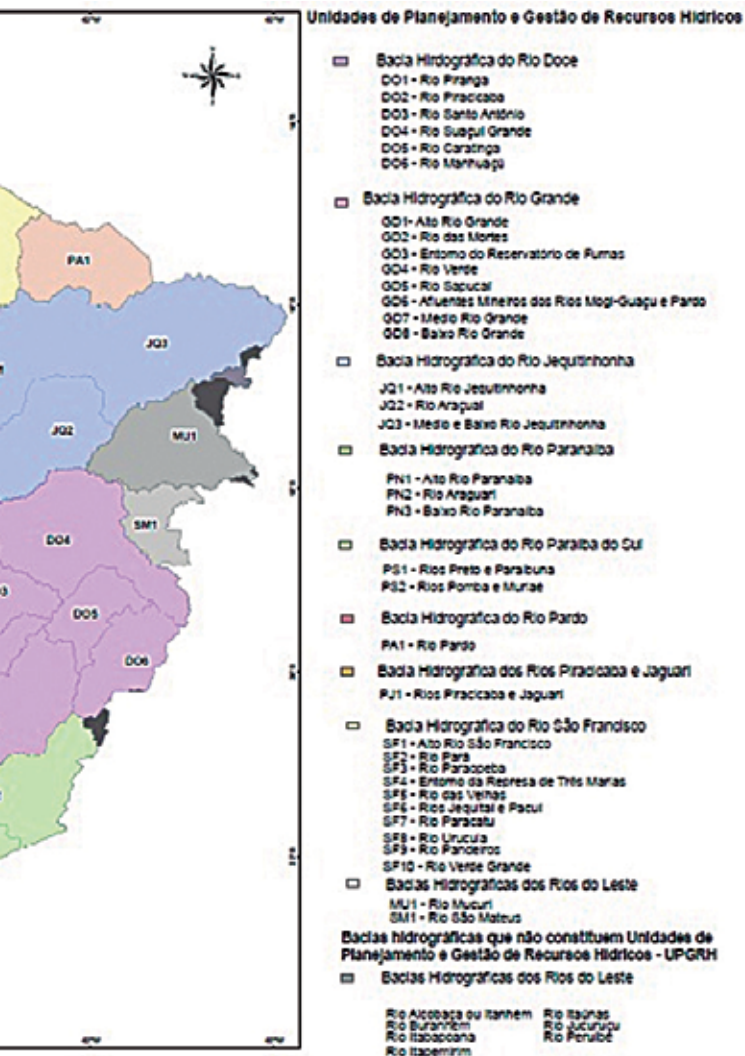 Unidades de Planejamento e Gestão de Recursos Hídricos
Bacia Hidrográfica do Rio Doce
DO1 - Rio Piranga
DO2 - Rio Piracicaba
DO3 - Rio Santo Antônio
DO4 - Rio Suaçuí Grande
DO5 - Rio Caratinga
DO6 - Rio Manhuaçu
Bacia Hidrográfica do Rio Grande
GD1- Alto Rio Grande
GD2 - Rio das Mortes
GD3 - Entorno do Reservatório de Furnas
GD4 - Rio Verde
GD5 - Rio Sapucaí
GD6 - Afluentes Mineiros dos Rios Mogi-Guaçu e Pardo
GD7 - Médio Rio Grande
GD8 - Baixo Rio Grande
Bacia Hidrográfica do Rio Jequitinhonha
JQ1 - Alto Rio Jequitinhonha
JQ2 - Rio Araçuaí
JQ3 - Médio e Baixo Rio Jequitinhonha
Bacia Hidrográfica do Rio Paranaíba
PN1 - Alto Rio Paranaíba
PN2 - Rio Araguari
PN3 - Baixo Rio Paranaíba
Bacia Hidrográfica do Rio Paraíba do Sul
PS1 - Rios Preto e Paraibuna
PS2 - Rios Pomba e Muriaé
Bacia Hidrográfica do Rio Pardo
PA1 - Rio Pardo
Bacia Hidrográfica dos Rios Piracicaba e Jaguari
PJ1 - Rios Piracicaba e Jaguari
Bacia Hidrográfica do Rio São Francisco
SF1 - Alto Rio São Francisco
SF2 - Rio Pará
SF3 - Rio Paraopeba
SF4 - Entorno da Represa de Três Marias
SF5 - Rio das Velhas
SF6 - Rios Jequitaí e Pacuí
SF7 - Rio Paracatu
SF8 - Rio Urucuia
SF9 - Rio Pandeiros
SF10 - Rio Verde Grande
Bacias Hidrográficas dos Rios do Leste
MU1 - Rio Mucuri
SM1 - Rio São Mateus
Bacias hidrográficas que não constituem Unidades de
Planejamento e Gestão de Recursos Hídricos - UPGRH
Bacias Hidrográficas dos Rios do Leste
Rio Alcobaça ou Itanhem Rio Itaúnas
Rio Buranhém Rio Jucuruçu
Rio Itabapoana Rio Peruíbe
Rio Itapemirim
PA1
JQ3
JQ2
MU1
SM1
DO4
DO5
DO6